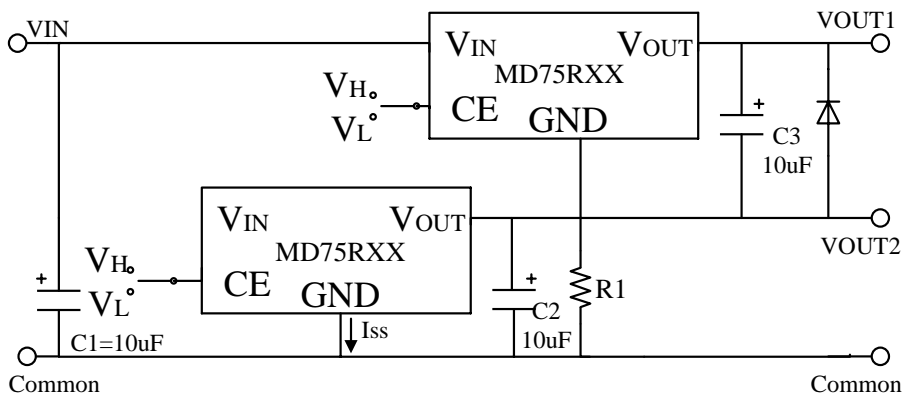 VIN
VOUT1
VIN
VOUT
MD75RXX
VH
VL
CE
GND
+
C3
10uF
VIN
VOUT
MD75RXX
VOUT2
VH
VL
CE
GND
+
+
C2
10uF
R1
Iss
C1=10uF
Common
Common